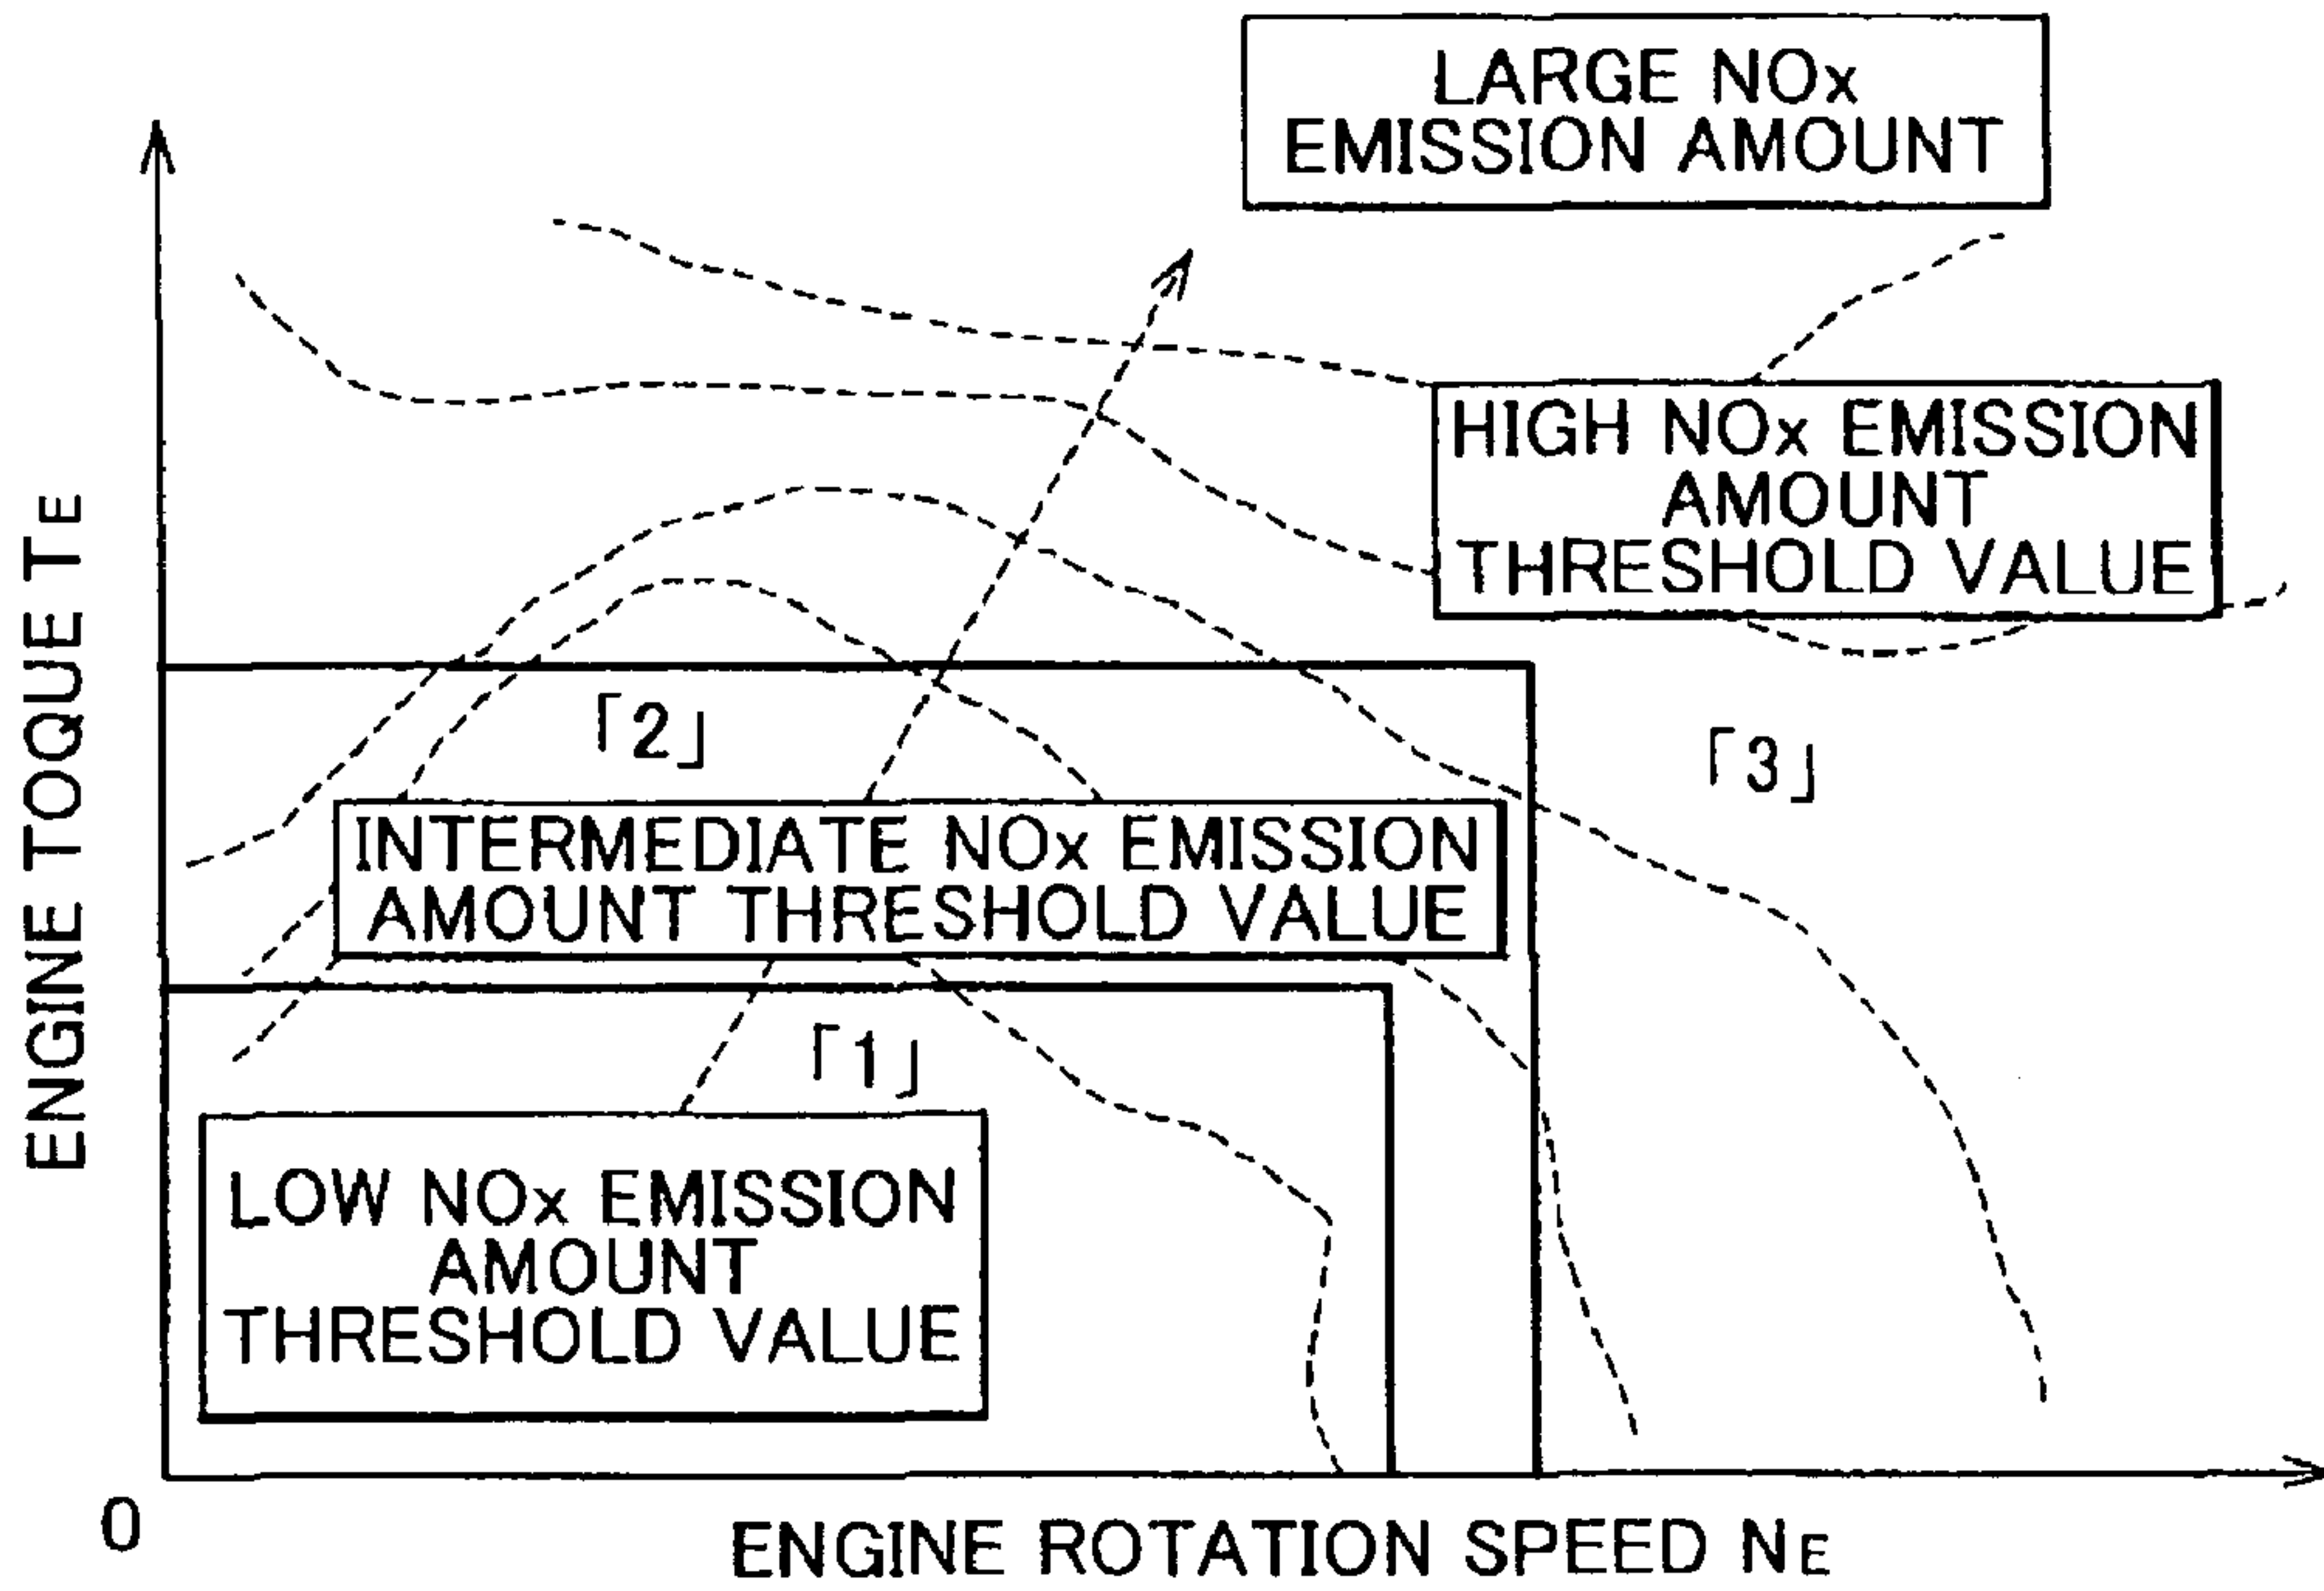 LARGE NOx
EMISSION AMOUNT
HIGH NOx EMISSION
AMOUNT
THRESHOLD VALUE
ENGINE TOQUE TE
「2」
「3」
INTERMEDIATE NOx EMISSION
AMOUNT THRESHOLD VALUE
「1」
LOW NOx EMISSION
AMOUNT
THRESHOLD VALUE
0
ENGINE ROTATION SPEED NE